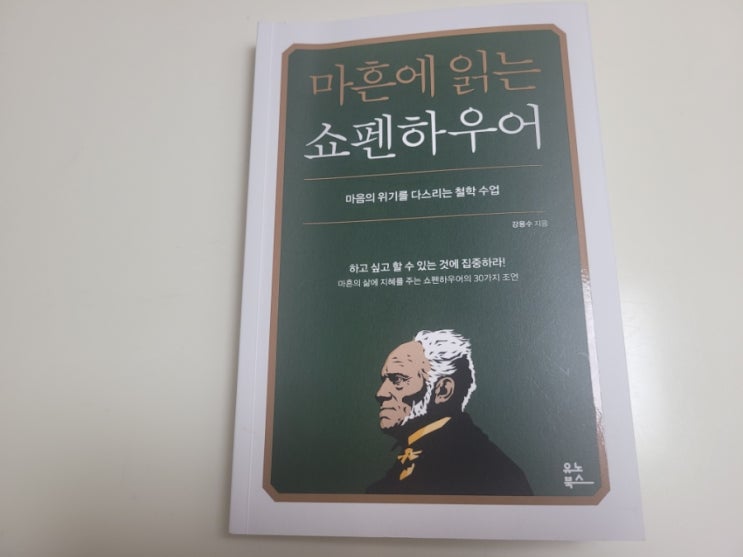 마흔에 읽는
쇼펜하우어
마음의 위기를 다스리는 철학 수업
강용수 지음
하고 싶고 할 수 있는 것에 집중하라!
마흔의 삶에 지혜를 주는 쇼펜하우어의 30가지 조언
유노
북스